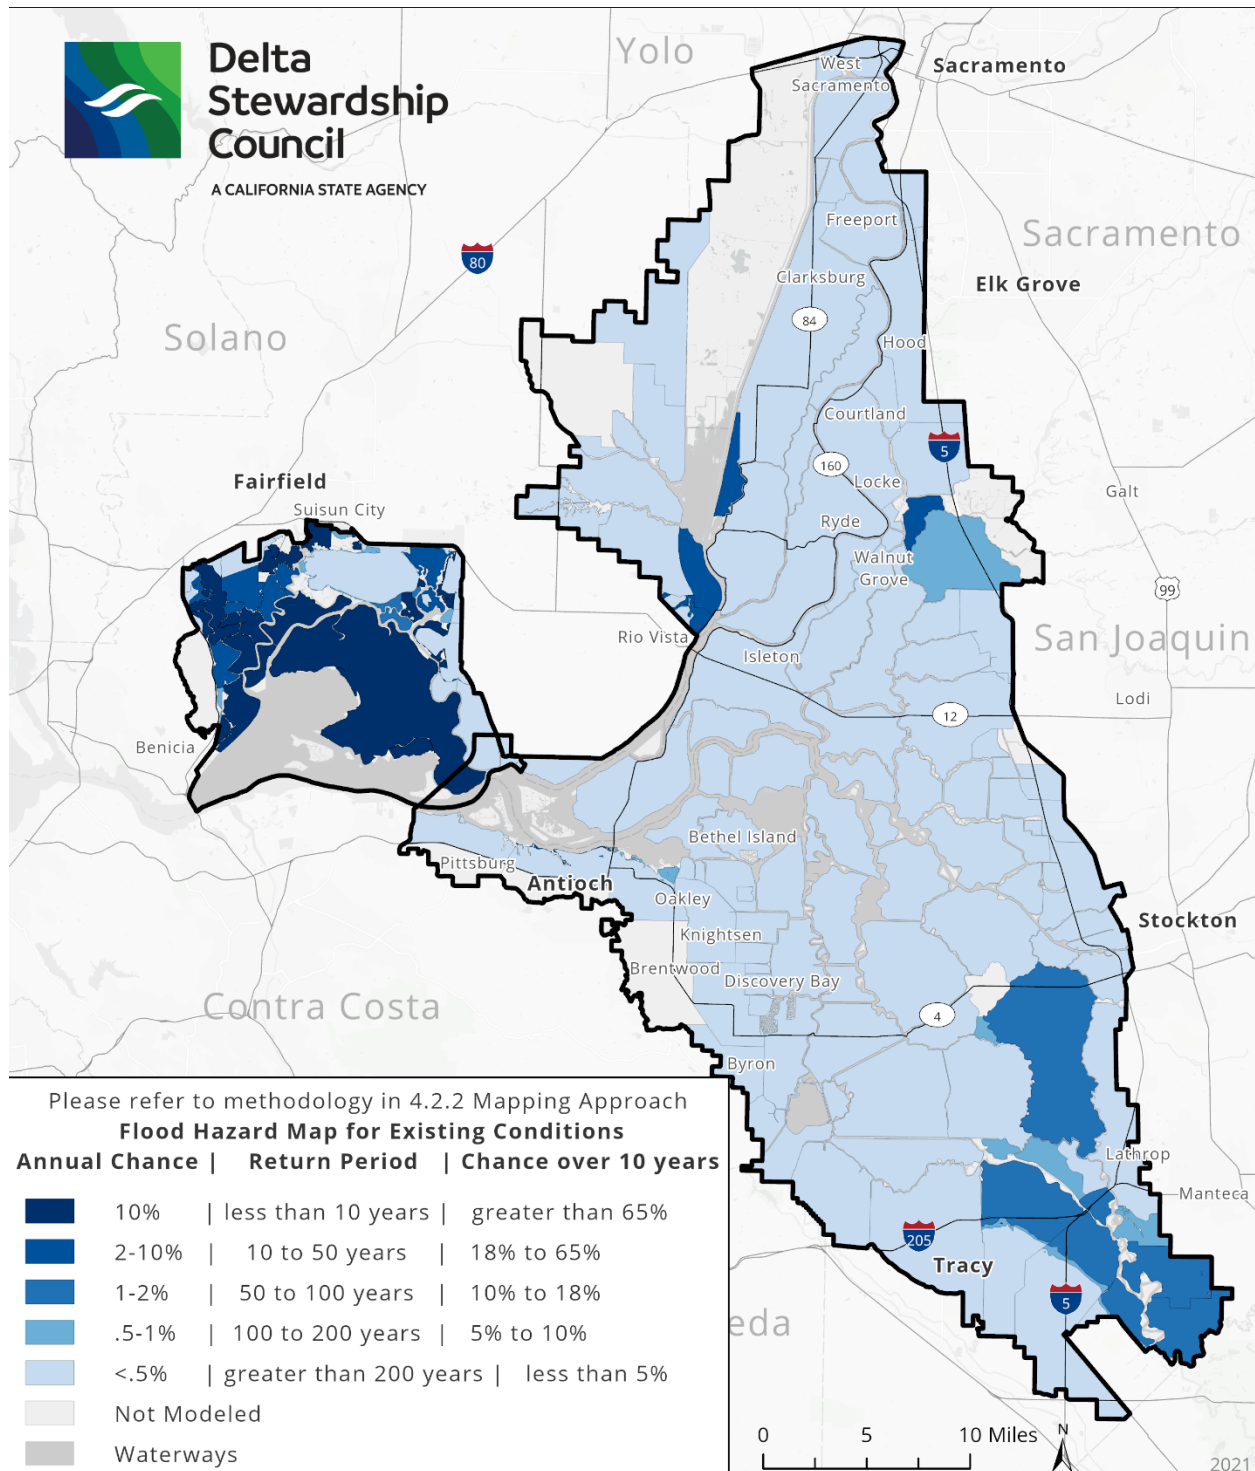 Delta
Stewardship
Council
A CALIFORNIA STATE AGENCY
Yolo
West
Sacramento
Sacramento
Freeport
Sacramento
80
Clarksburg
Elk Grove
84
Solano
Hood
Courtland
5
160
Fairfield
Locke
Galt
Suisun City
Ryde
Walnut
Grove
99
Rio Vista
San Joaquin
Isleton
Lodi
12
Benicia
Bethel Island
Pittsburg
Antioch
Oakley
Stockton
Knightsen
Brentwood
Discovery Bay
Contra Costa
4
Byron
Lathrop
Manteca
205
Tracy
5
eda
Please refer to methodology in 4.2.2 Mapping Approach
Flood Hazard Map for Existing Conditions
Annual Chance | Return Period | Chance over 10 years
10% | less than 10 years | greater than 65%
2-10% | 10 to 50 years | 18% to 65%
1-2% | 50 to 100 years | 10% to 18%
.5-1% | 100 to 200 years | 5% to 10%
<.5% | greater than 200 years | less than 5%
Not Modeled
Waterways
0 5 10 Miles
N
2021